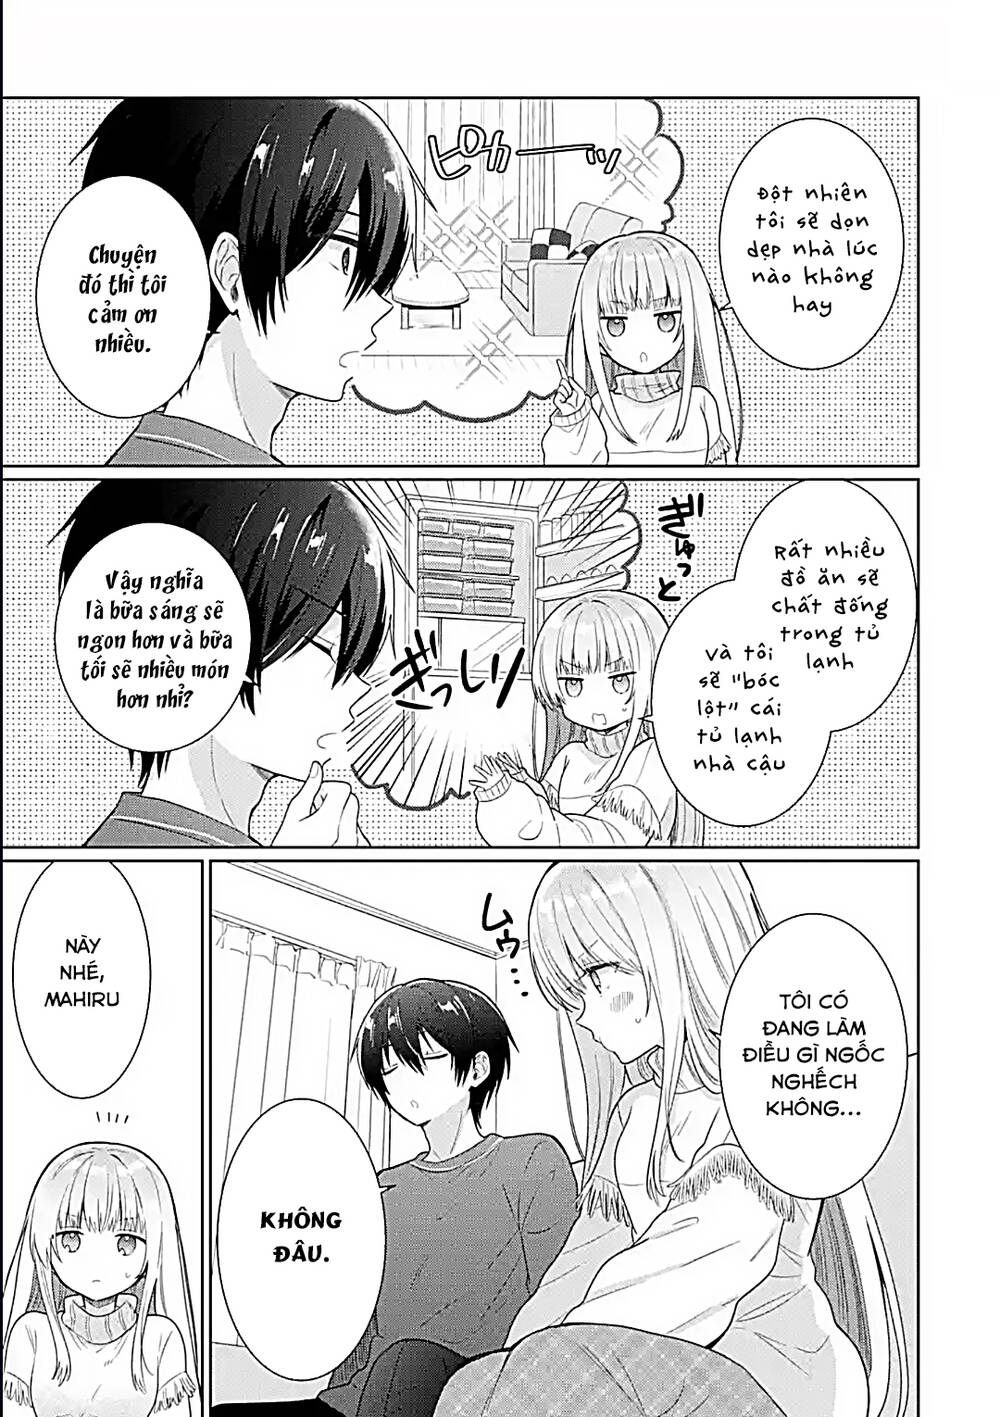 Đột nhiên
tôi sẽ dọn
dẹp nhà lúc
nào không
hay
ピカーーッ
Chuyện
đó thì tôi
cảm ơn
nhiều.
Rất nhiều
đồ ăn sẽ
chất đống
trong tủ
lạnh
và tôi
sẽ "bóc
lột" cái
tủ lạnh
nhà cậu
ぎゅっと
ぎっしり
Vậy nghĩa
là bữa sáng sẽ
ngon hơn và bữa
tối sẽ nhiều món
hơn nhỉ?
TÔI CÓ
ĐANG LÀM
ĐIỀU GÌ NGỐC
NGHẾCH
KHÔNG...
ムゥ...
KHÔNG
ĐÂU.
NÀY
NHÉ,
MAHIRU